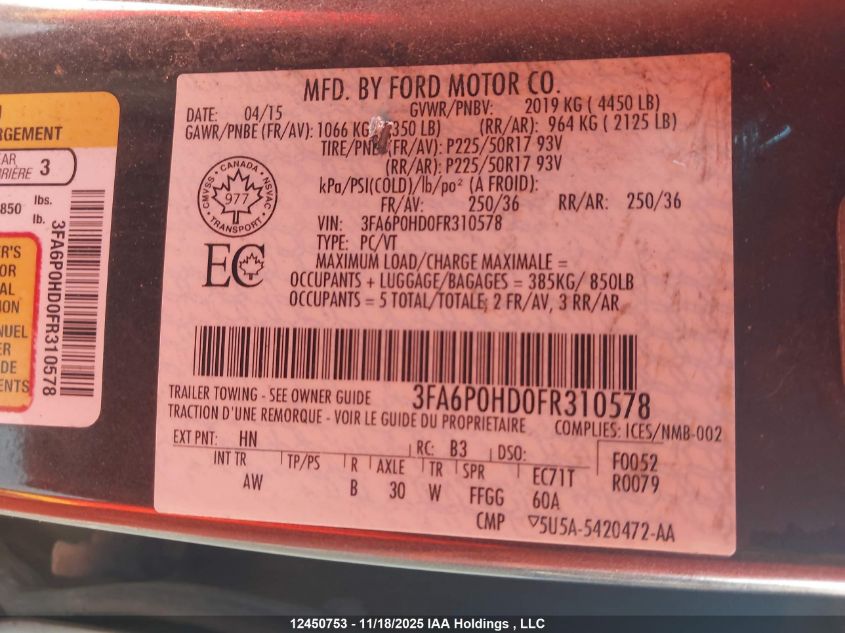 RGEMENT
3
RRIÈRE
850 lbs.
lb.
3FA6P0HD0FR310578
MFD. BY FORD MOTOR CO.
DATE: 04/15 GVWR/PNBV: 2019 KG ( 4450 LB)
GAWR/PNBE (FR/AV): 1066 KG 350 LB) (RR/AR): 964 KG ( 2125 LB)
(FR/AV): P225/50R17 93V
(RR/AR): P225/50R17 93V
kPa/PSI(COLD)/lb/po² (À FROID):
FR/AV: 250/36 RR/AR: 250/36
VIN: 3FA6P0HD0FR310578
TYPE: PC/VT
MAXIMUM LOAD/CHARGE MAXIMALE =
OCCUPANTS + LUGGAGE/BAGAGES = 385KG/ 850LB
OCCUPANTS = 5 TOTAL/TOTALE; 2 FR/AV, 3 RR/AR
CANADA
CMVSS 977 NSVAC
TRANSPORT
EC
3FA6P0HD0FR310578
TRAILER TOWING - SEE OWNER GUIDE
TRACTION D'UNE REMORQUE - VOIR LE GUIDE DU PROPRIETAIRE
COMPLIES: ICES/NMB-002
EXT PNT: HN RC: B3 DSO: F0052
INT TR TP/PS R AXLE TR SPR EC71T R0079
AW B 30 W FFGG 60A
CMP 5U5A-5420472-AA
12450753 - 11/18/2025 IAA Holdings , LLC